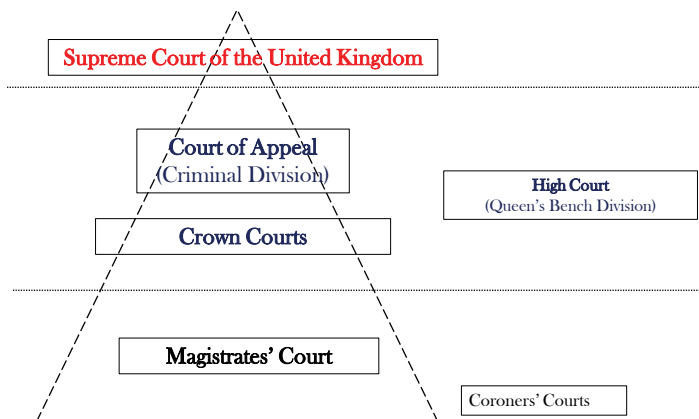 Supreme Court of the United Kingdom
Court of Appeal
(Criminal Division)
High Court
(Queen's Bench Division)
Crown Courts
Magistrates' Court
Coroners' Courts